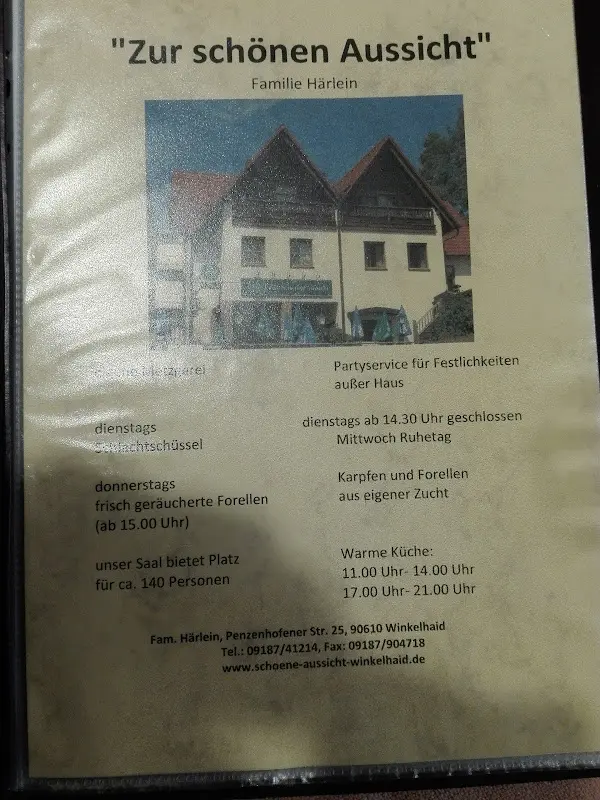 "Zur schönen Aussicht"
Familie Härlein
eigene Metzgerei
Partyservice für Festlichkeiten
außer Haus
dienstags
Schlachtschüssel
dienstags ab 14.30 Uhr geschlossen
Mittwoch Ruhetag
donnerstags
frisch geräucherte Forellen
(ab 15.00 Uhr)
Karpfen und Forellen
aus eigener Zucht
unser Saal bietet Platz
für ca. 140 Personen
Warme Küche:
11.00 Uhr- 14.00 Uhr
17.00 Uhr- 21.00 Uhr
Fam. Härlein, Penzenhofener Str. 25, 90610 Winkelhaid
Tel.: 09187/41214, Fax: 09187/904718
www.schoene-aussicht-winkelhaid.de